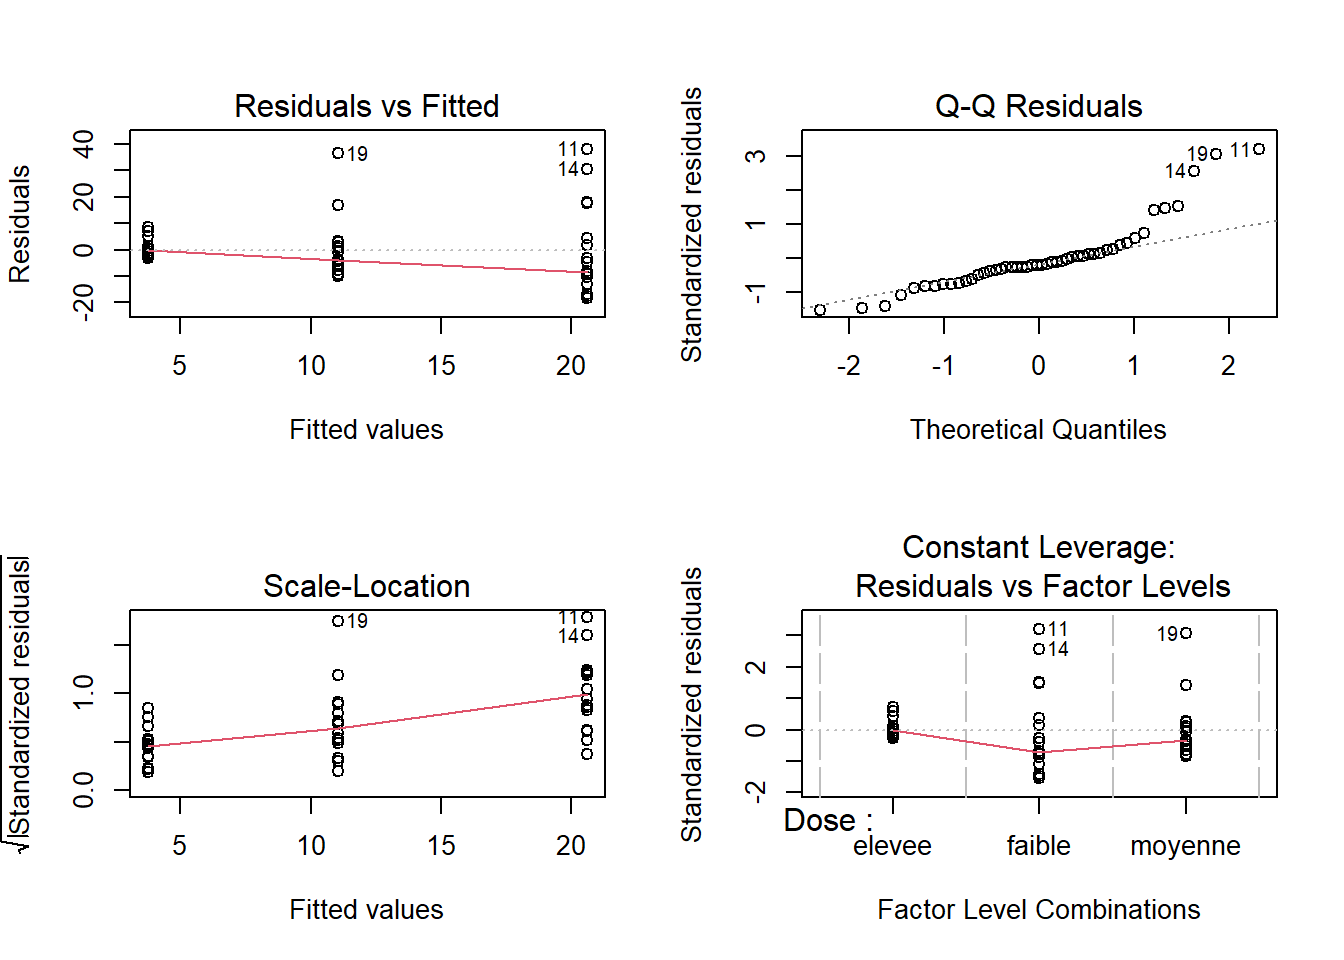 Residuals vs Fitted
Residuals
-20 0 20 40
19
11
14
5 10 15 20
Fitted values
Q-Q Residuals
Standardized residuals
-1 1 3
14
19
11
-2 -1 0 1 2
Theoretical Quantiles
Scale-Location
√|Standardized residuals|
0.0 1.0
19
11
14
5 10 15 20
Fitted values
Constant Leverage:
Residuals vs Factor Levels
Standardized residuals
-2 0 2
11
14
19
Dose :
elevee faible moyenne
Factor Level Combinations